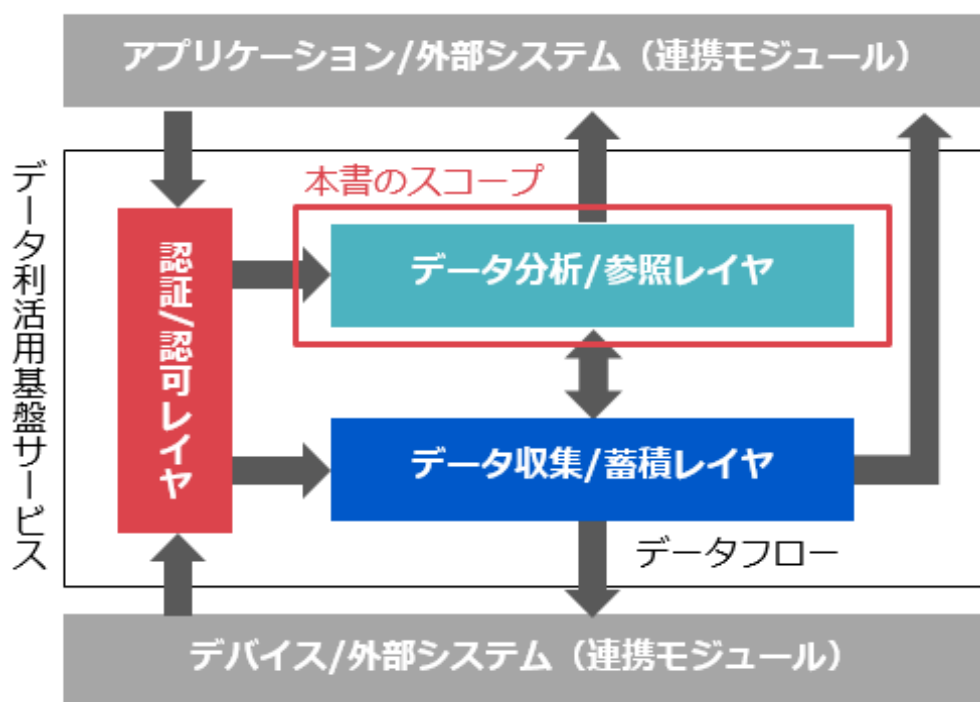 アプリケーション/外部システム（連携モジュール）
データ利活用基盤サービス
本書のスコープ
認証/認可レイヤ
データ分析/参照レイヤ
データ収集/蓄積レイヤ
データフロー
デバイス/外部システム（連携モジュール）